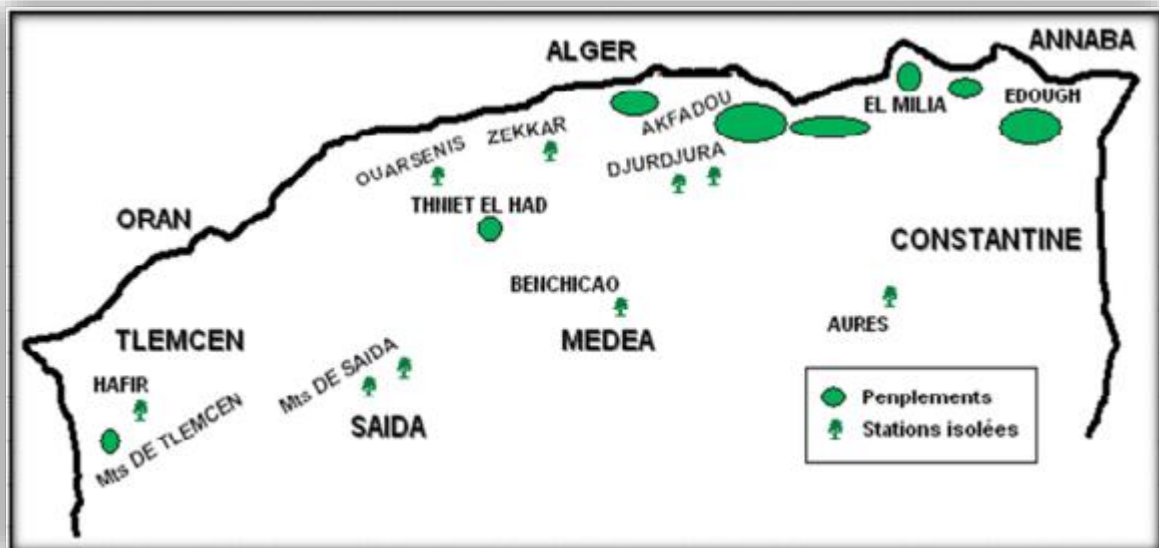 ANNABA
ALGER
EL MILIA
EDOUGH
AKFADOU
ZEKKAR
OUARSENIS
DJURDJURA
THNIET EL HAD
ORAN
CONSTANTINE
BENCHICAO
AURES
TLEMCEN
MEDEA
Mts DE SAIDA
HAFIR
Mts DE TLEMCEN
SAIDA
Penplements
Stations isolées